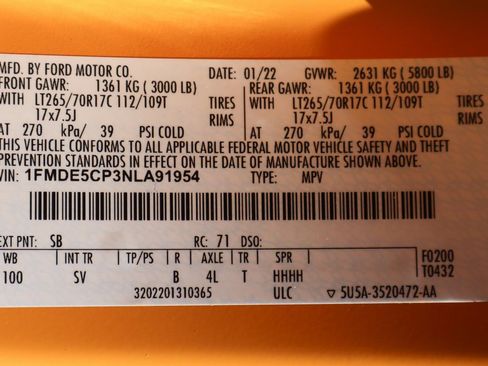 MFD. BY FORD MOTOR CO. DATE: 01/22 GVWR: 2631 KG (5800 LB)
FRONT GAWR: 1361 KG (3000 LB) REAR GAWR: 1361 KG (3000 LB)
WITH LT265/70R17C 112/109T TIRES WITH LT265/70R17C 112/109T TIRES
17x7.5J RIMS 17x7.5J RIMS
AT 270 kPa/ 39 PSI COLD AT 270 kPa/ 39 PSI COLD
THIS VEHICLE CONFORMS TO ALL APPLICABLE FEDERAL MOTOR VEHICLE SAFETY AND THEFT
PREVENTION STANDARDS IN EFFECT ON THE DATE OF MANUFACTURE SHOWN ABOVE.
VIN: 1FMDE5CP3NLA91954 TYPE: MPV
EXT PNT: SB RC: 71 DSO:
WB INT TR TP/PS R AXLE TR SPR F0200
100 SV B 4L T HHHH T0432
3202201310365 ULC ▽ 5U5A-3520472-AA